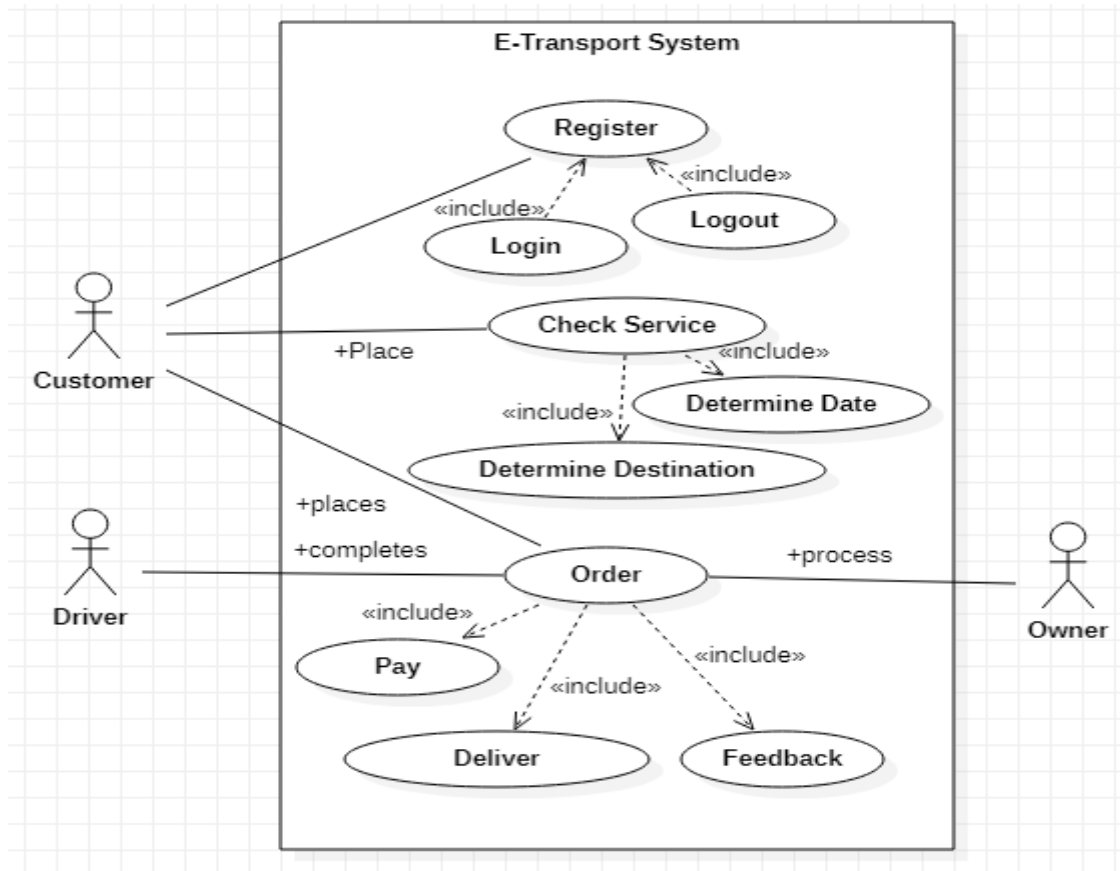 E-Transport System
Register
«include»
«include»
Logout
Login
Customer
Check Service
+Place
«include»
Determine Date
«include»
Determine Destination
+places
+completes
Driver
Order
+process
Owner
«include»
Pay
«include»
«include»
Deliver
Feedback